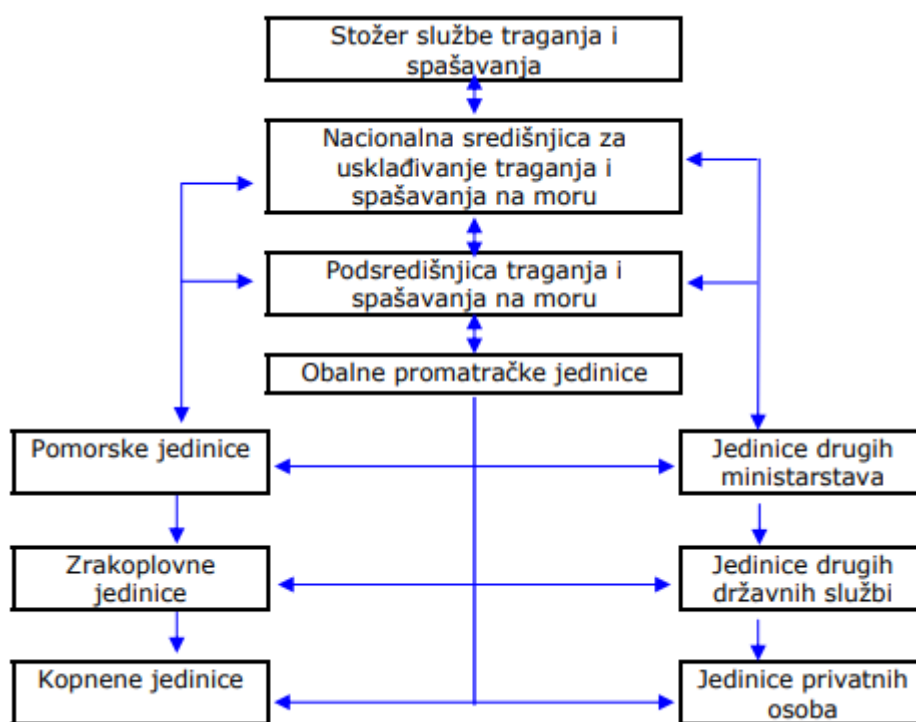 Stožer službe traganja i
spašavanja
Nacionalna središnjica za
usklađivanje traganja i
spašavanja na moru
Podsredišnjica traganja i
spašavanja na moru
Obalne promatračke jedinice
Pomorske jedinice
Jedinice drugih
ministarstava
Zrakoplovne
jedinice
Jedinice drugih
državnih službi
Kopnene jedinice
Jedinice privatnih
osoba